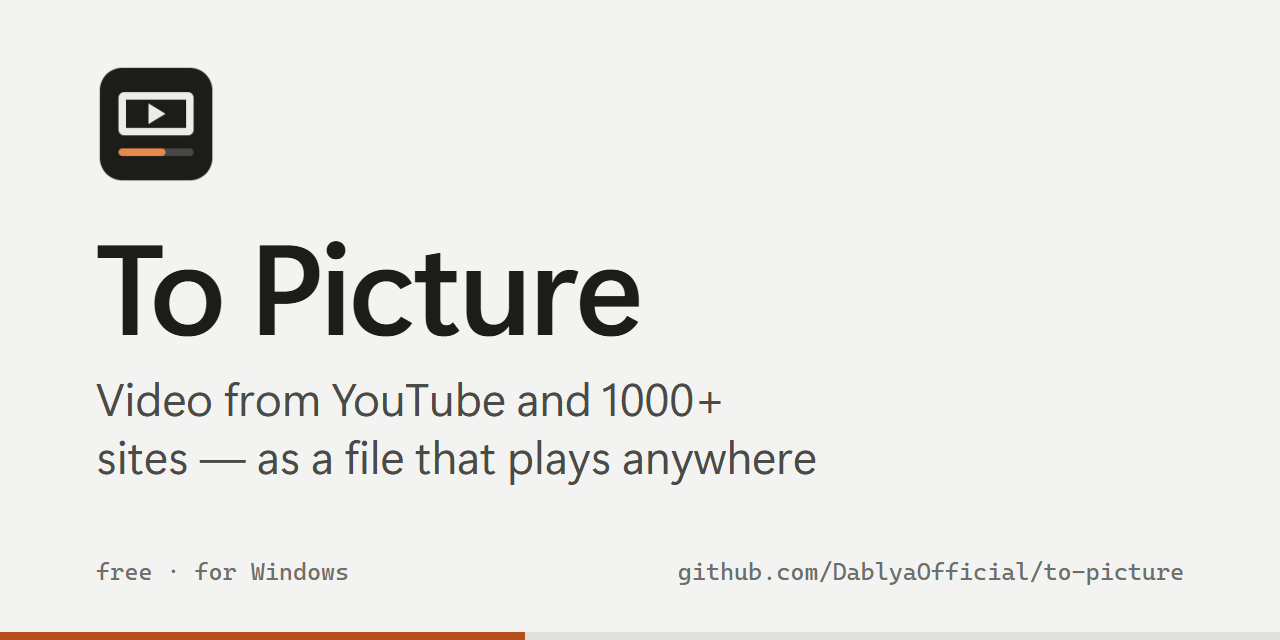 To Picture
Video from YouTube and 1000+
sites — as a file that plays anywhere
free · for Windows
github.com/DablyaOfficial/to-picture